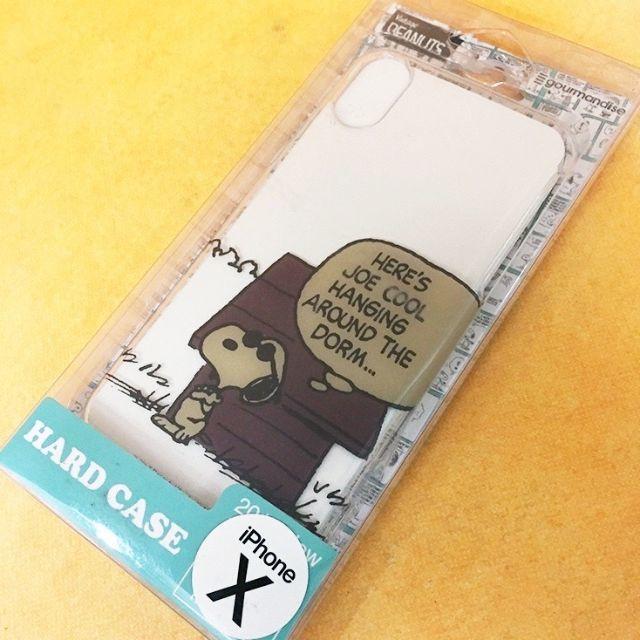 Vintage
PEANUTS
gourmandise
HERE'S
JOE COOL
HANGING
AROUND THE
DORM...
HARD CASE
iPhone
X